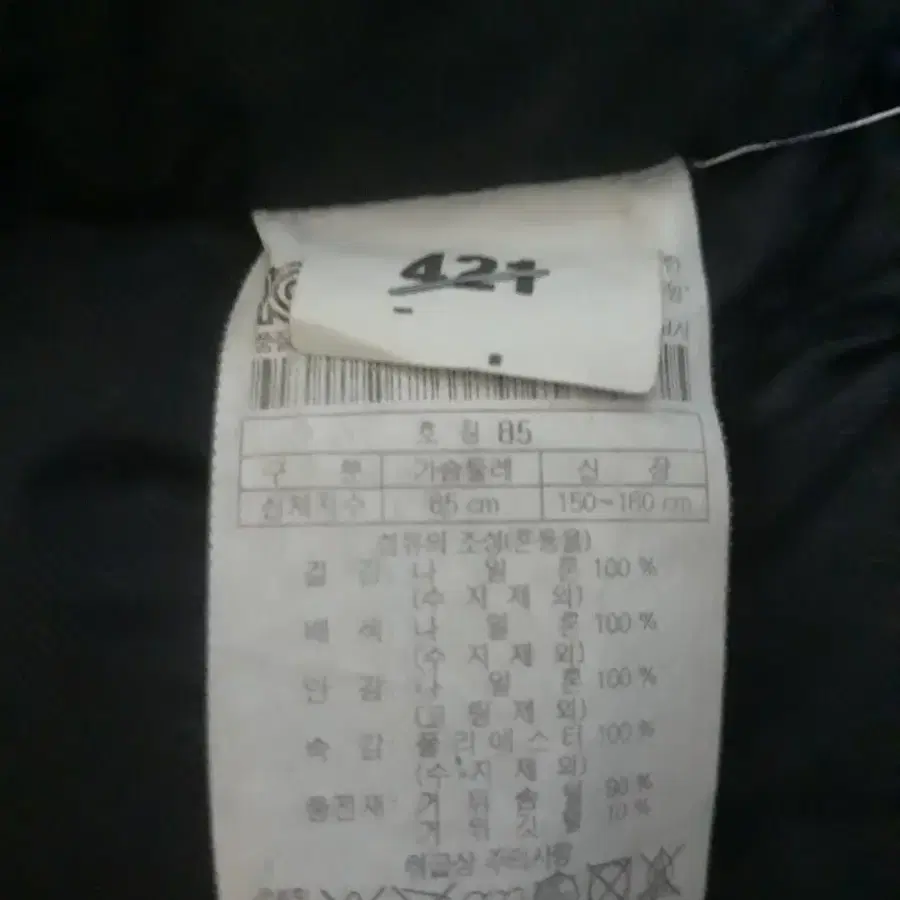 421
호 칭 85
구 분 가슴둘레 신 장
신체치수 85 cm 150~160 cm
섬유의 조성(혼용율)
겉 감 나 일 론 100 %
(수 지 제 외)
배 색 나 일 론 100 %
(수 지 제 외)
안 감 나 일 론 100 %
(코 팅 제 외)
속 감 폴 리 에 스 터 100 %
(수 지 제 외)
충전재 거 위 솜 털 90 %
거 위 깃 털 10 %
취급상 주의사항